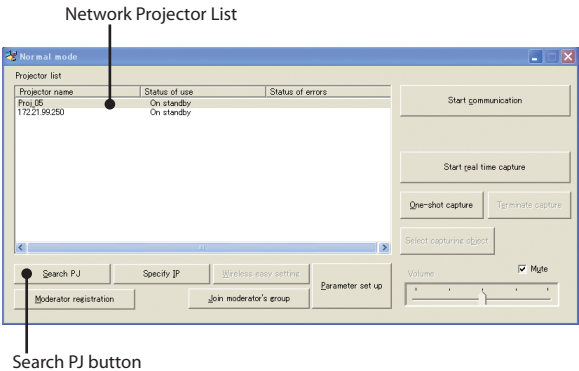 Network Projector List
Normal mode
Projector list
Projector name Status of use Status of errors
Proj_05 On standby
172.21.99.250 On standby
Start communication
Start real time capture
One-shot capture Terminate capture
Select capturing object
Search PJ Specify IP Wireless easy setting Parameter set up
Volume Mute
Moderator registration Join moderator's group
Search PJ button